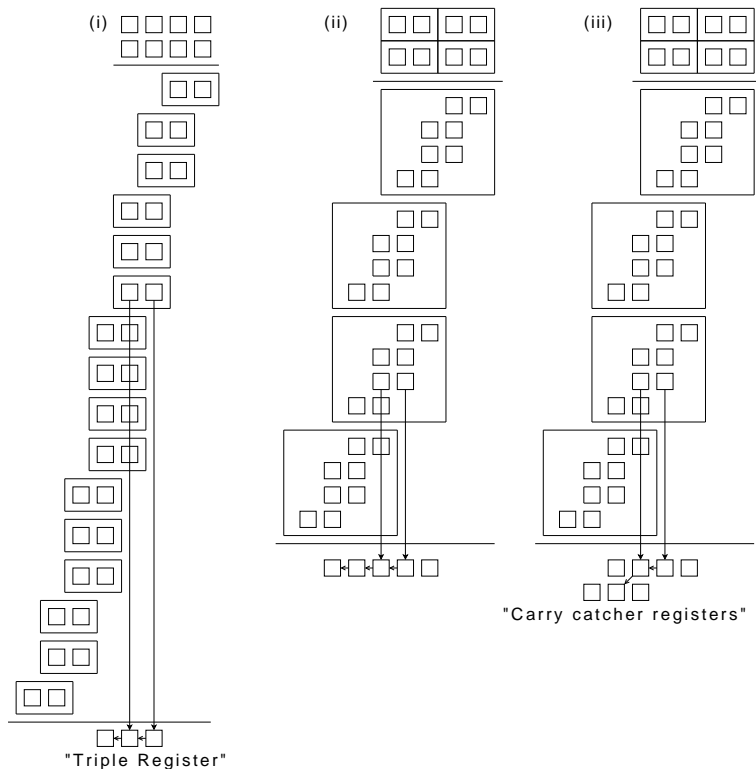 (i)
(ii)
(iii)
"Carry catcher registers"
"Triple Register"